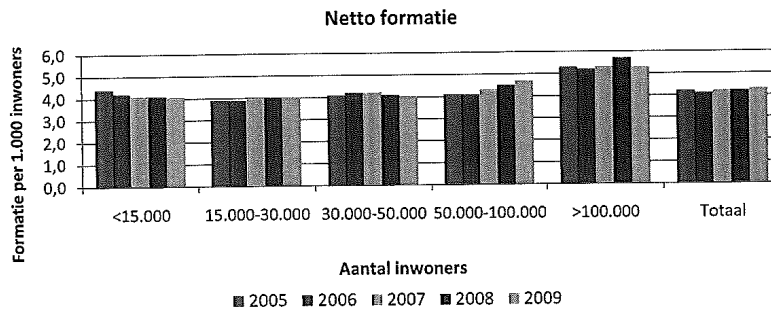 Netto formatie
Formatie per 1.000 inwoners
6,0
5,0
4,0
3,0
2,0
1,0
0,0
<15.000 15.000-30.000 30.000-50.000 50.000-100.000 >100.000 Totaal
Aantal inwoners
2005 2006 2007 2008 2009